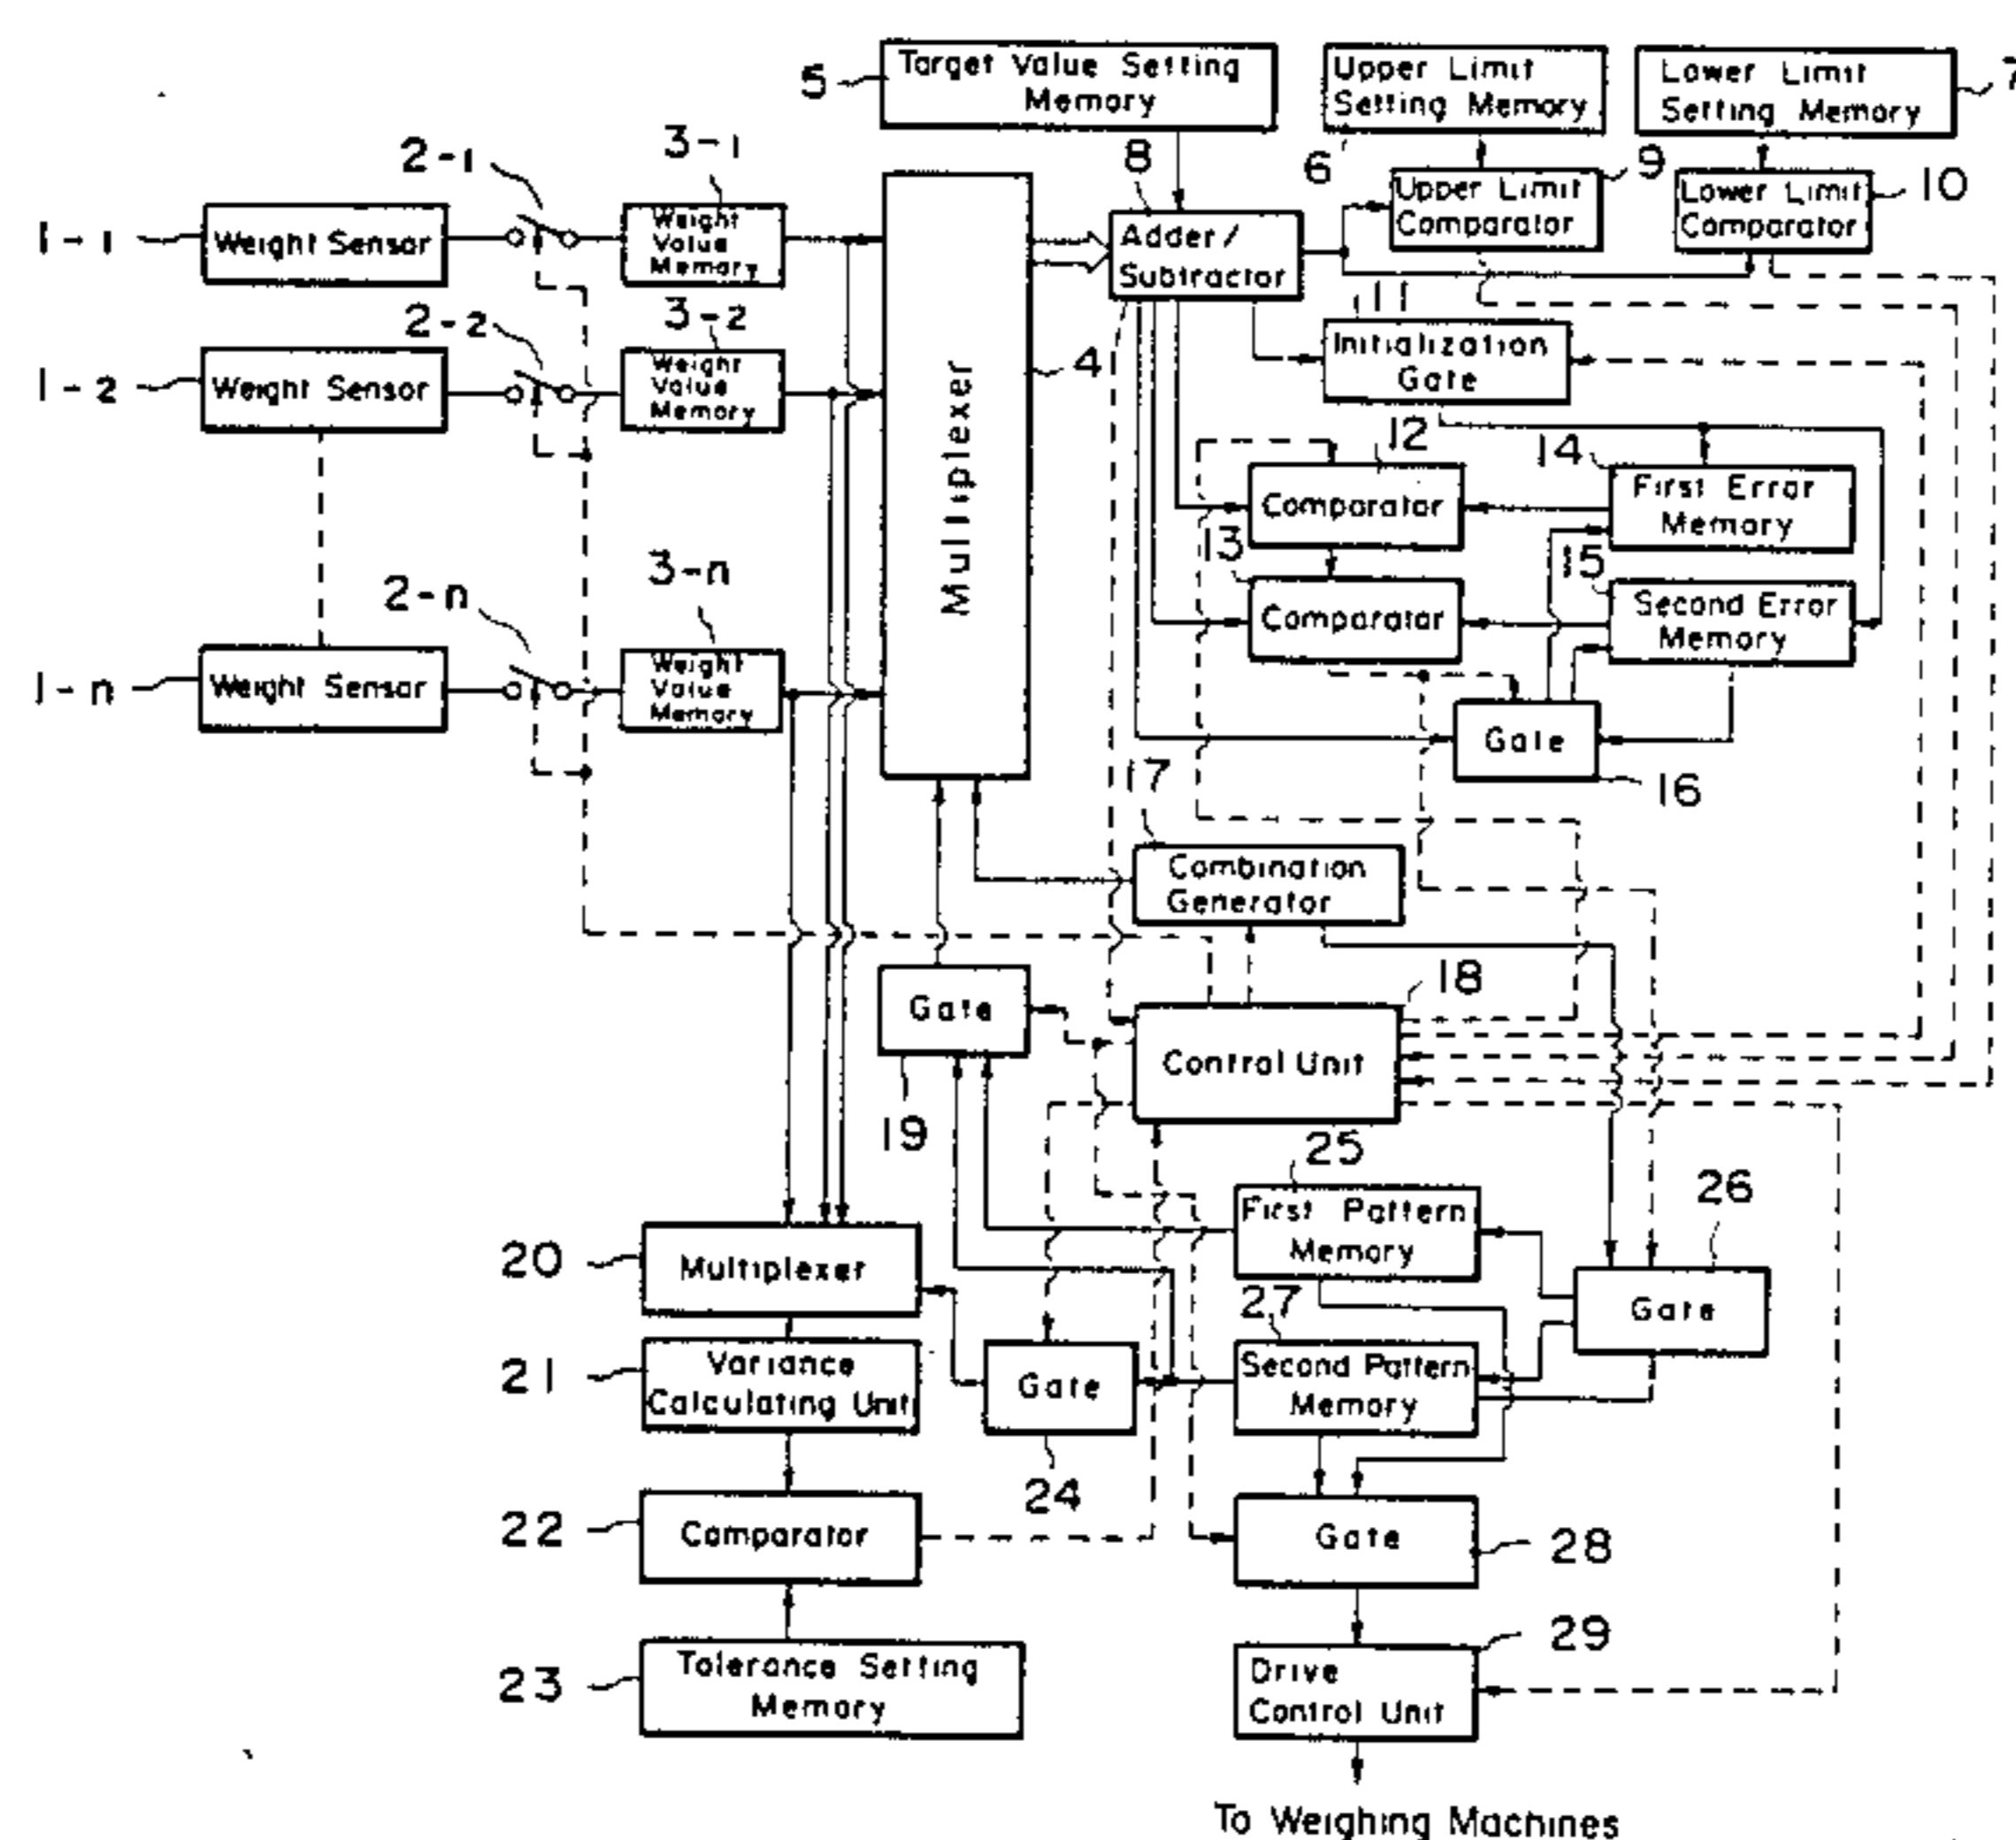 5
Target Value Setting
Memory
Upper Limit
Setting Memory
6
Lower Limit
Setting Memory
7
1-1
Weight Sensor
2-1
3-1
Weight
Value
Memory
8
Adder/
Subtractor
Upper Limit
Comparator
9
Lower Limit
Comparator
10
1-2
Weight Sensor
2-2
3-2
Weight
Value
Memory
Multiplexer
4
11
Initialization
Gate
12
Comparator
14
First Error
Memory
13
Comparator
15
Second Error
Memory
1-n
Weight Sensor
2-n
3-n
Weight
Value
Memory
Gate
16
17
Combination
Generator
Gate
19
18
Control Unit
25
First Pattern
Memory
26
Gate
20
Multiplexer
21
Variance
Calculating Unit
Gate
24
27
Second Pattern
Memory
22
Comparator
Gate
28
23
Tolerance Setting
Memory
Drive
Control Unit
29
To Weighing Machines